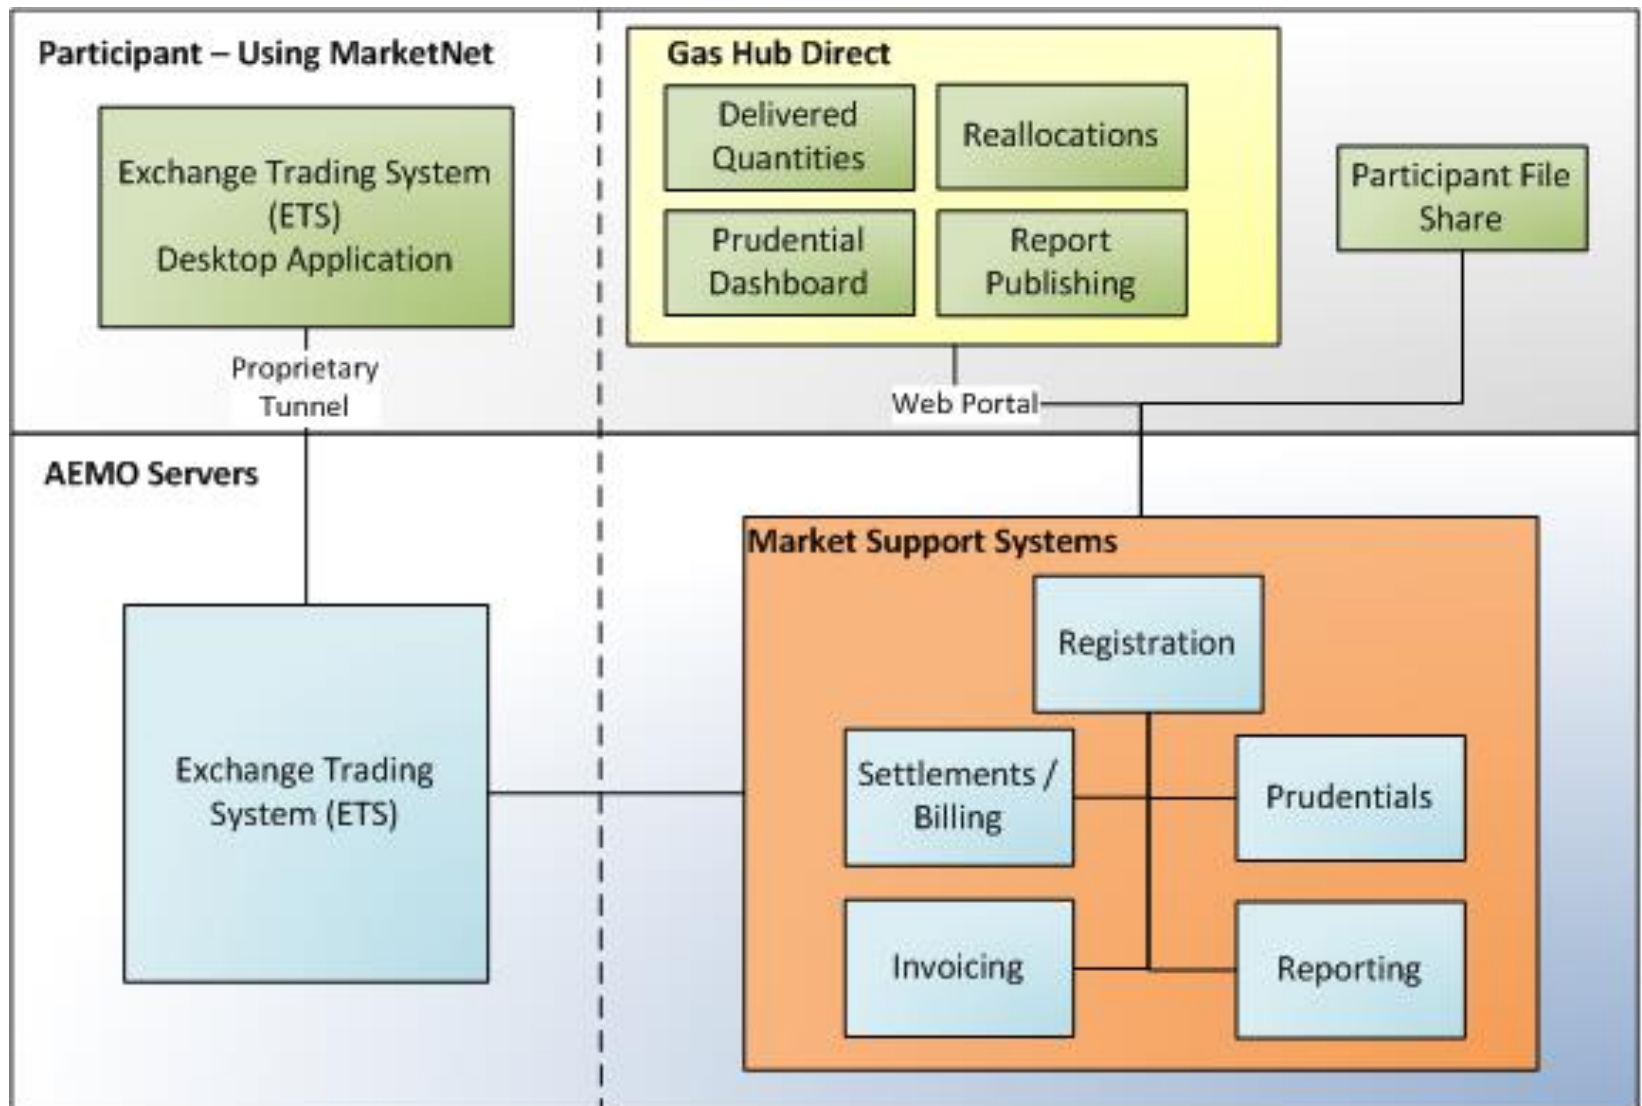 Participant – Using MarketNet
Exchange Trading System
(ETS)
Desktop Application
Proprietary
Tunnel
Gas Hub Direct
Delivered
Quantities
Reallocations
Prudential
Dashboard
Report
Publishing
Participant File
Share
Web Portal
AEMO Servers
Exchange Trading
System (ETS)
Market Support Systems
Registration
Settlements /
Billing
Prudentials
Invoicing
Reporting